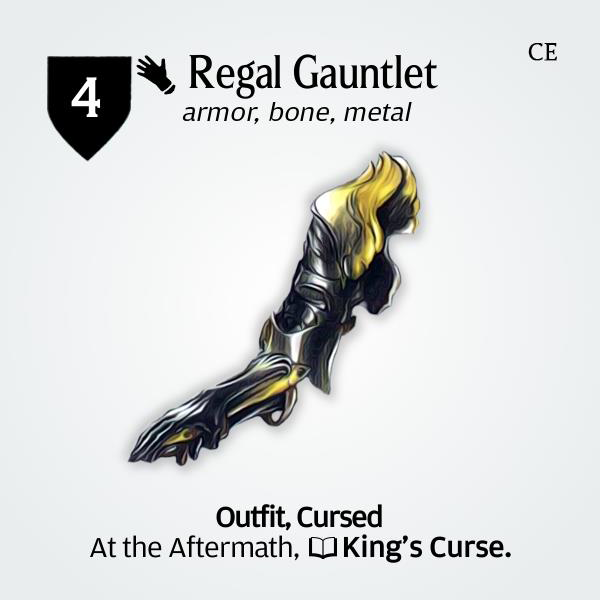 CE
4 Regal Gauntlet
armor, bone, metal
Outfit, Cursed
At the Aftermath, King's Curse.